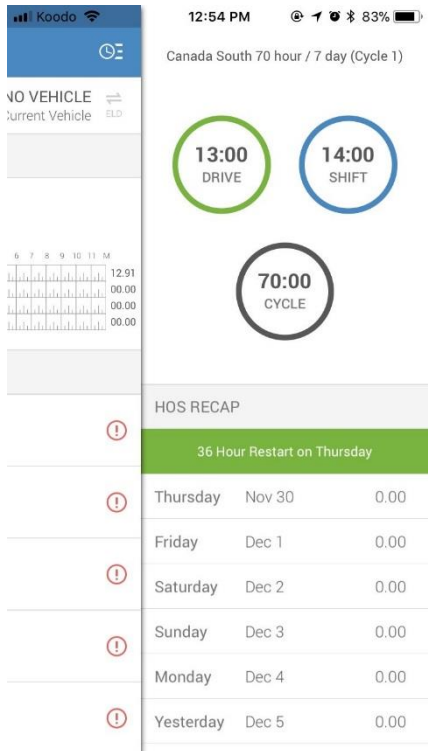 Koodo 12:54 PM 83%
Canada South 70 hour / 7 day (Cycle 1)
NO VEHICLE
Current Vehicle
ELD
13:00
DRIVE
14:00
SHIFT
70:00
CYCLE
6 7 8 9 10 11 M
12.91
00.00
00.00
00.00
HOS RECAP
36 Hour Restart on Thursday
Thursday Nov 30 0.00
Friday Dec 1 0.00
Saturday Dec 2 0.00
Sunday Dec 3 0.00
Monday Dec 4 0.00
Yesterday Dec 5 0.00